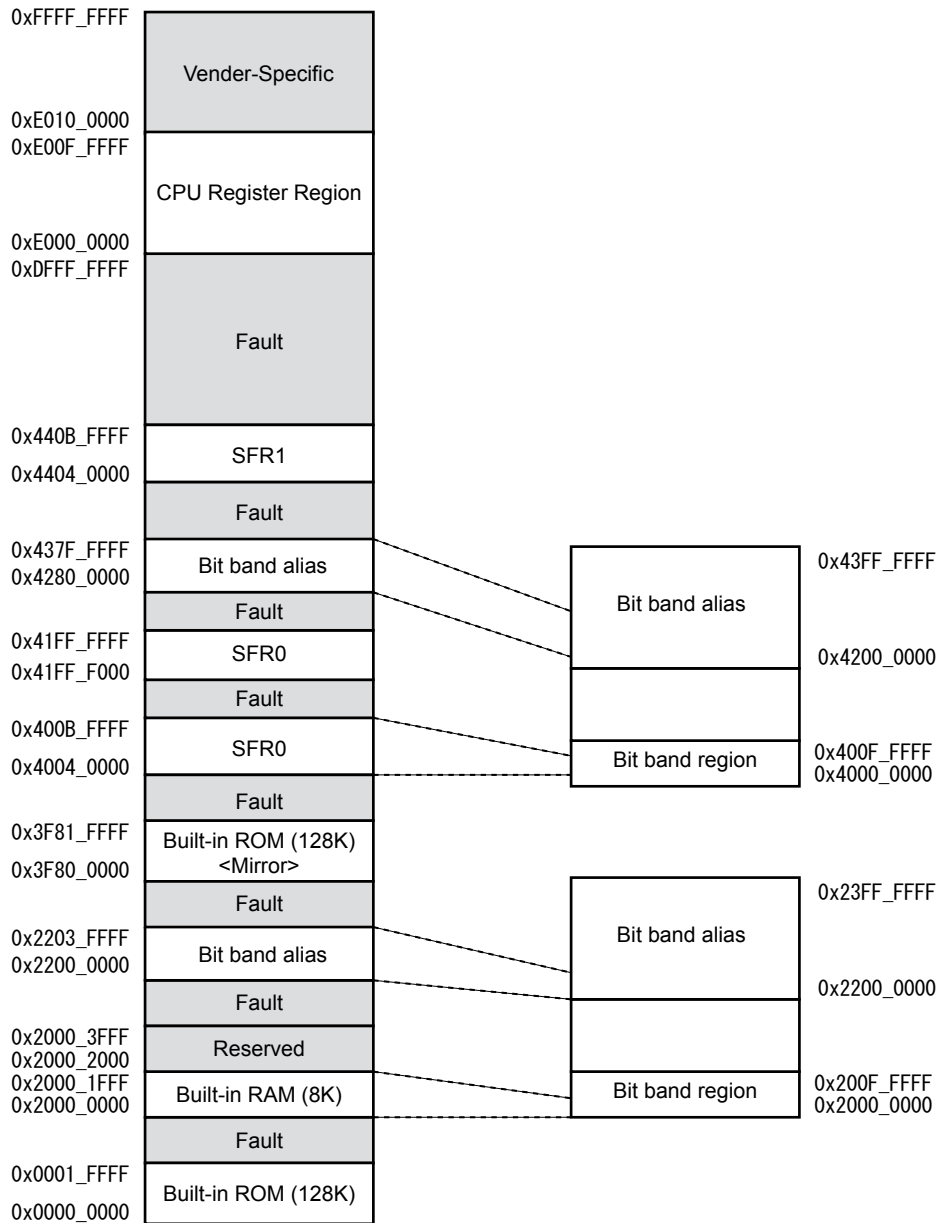 0xFFFF_FFFF
Vender-Specific
0xE010_0000
0xE00F_FFFF
CPU Register Region
0xE000_0000
0xDFFF_FFFF
Fault
0x440B_FFFF
SFR1
0x4404_0000
Fault
0x437F_FFFF
Bit band alias
0x4280_0000
Fault
0x41FF_FFFF
SFR0
0x41FF_F000
Fault
0x400B_FFFF
SFR0
0x4004_0000
Fault
0x3F81_FFFF
Built-in ROM (128K)
<Mirror>
0x3F80_0000
Fault
0x2203_FFFF
Bit band alias
0x2200_0000
Fault
0x2000_3FFF
Reserved
0x2000_2000
0x2000_1FFF
Built-in RAM (8K)
0x2000_0000
Fault
0x0001_FFFF
Built-in ROM (128K)
0x0000_0000
0x43FF_FFFF
Bit band alias
0x4200_0000
Bit band region
0x400F_FFFF
0x4000_0000
0x23FF_FFFF
Bit band alias
0x2200_0000
Bit band region
0x200F_FFFF
0x2000_0000